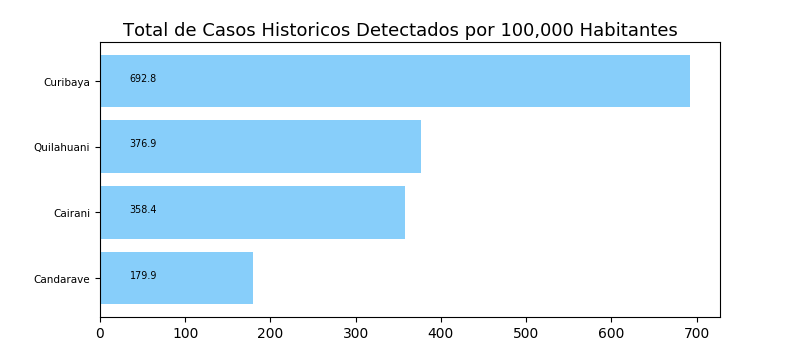 Total de Casos Historicos Detectados por 100,000 Habitantes
Curibaya 692.8
Quilahuani 376.9
Cairani 358.4
Candarave 179.9
0 100 200 300 400 500 600 700